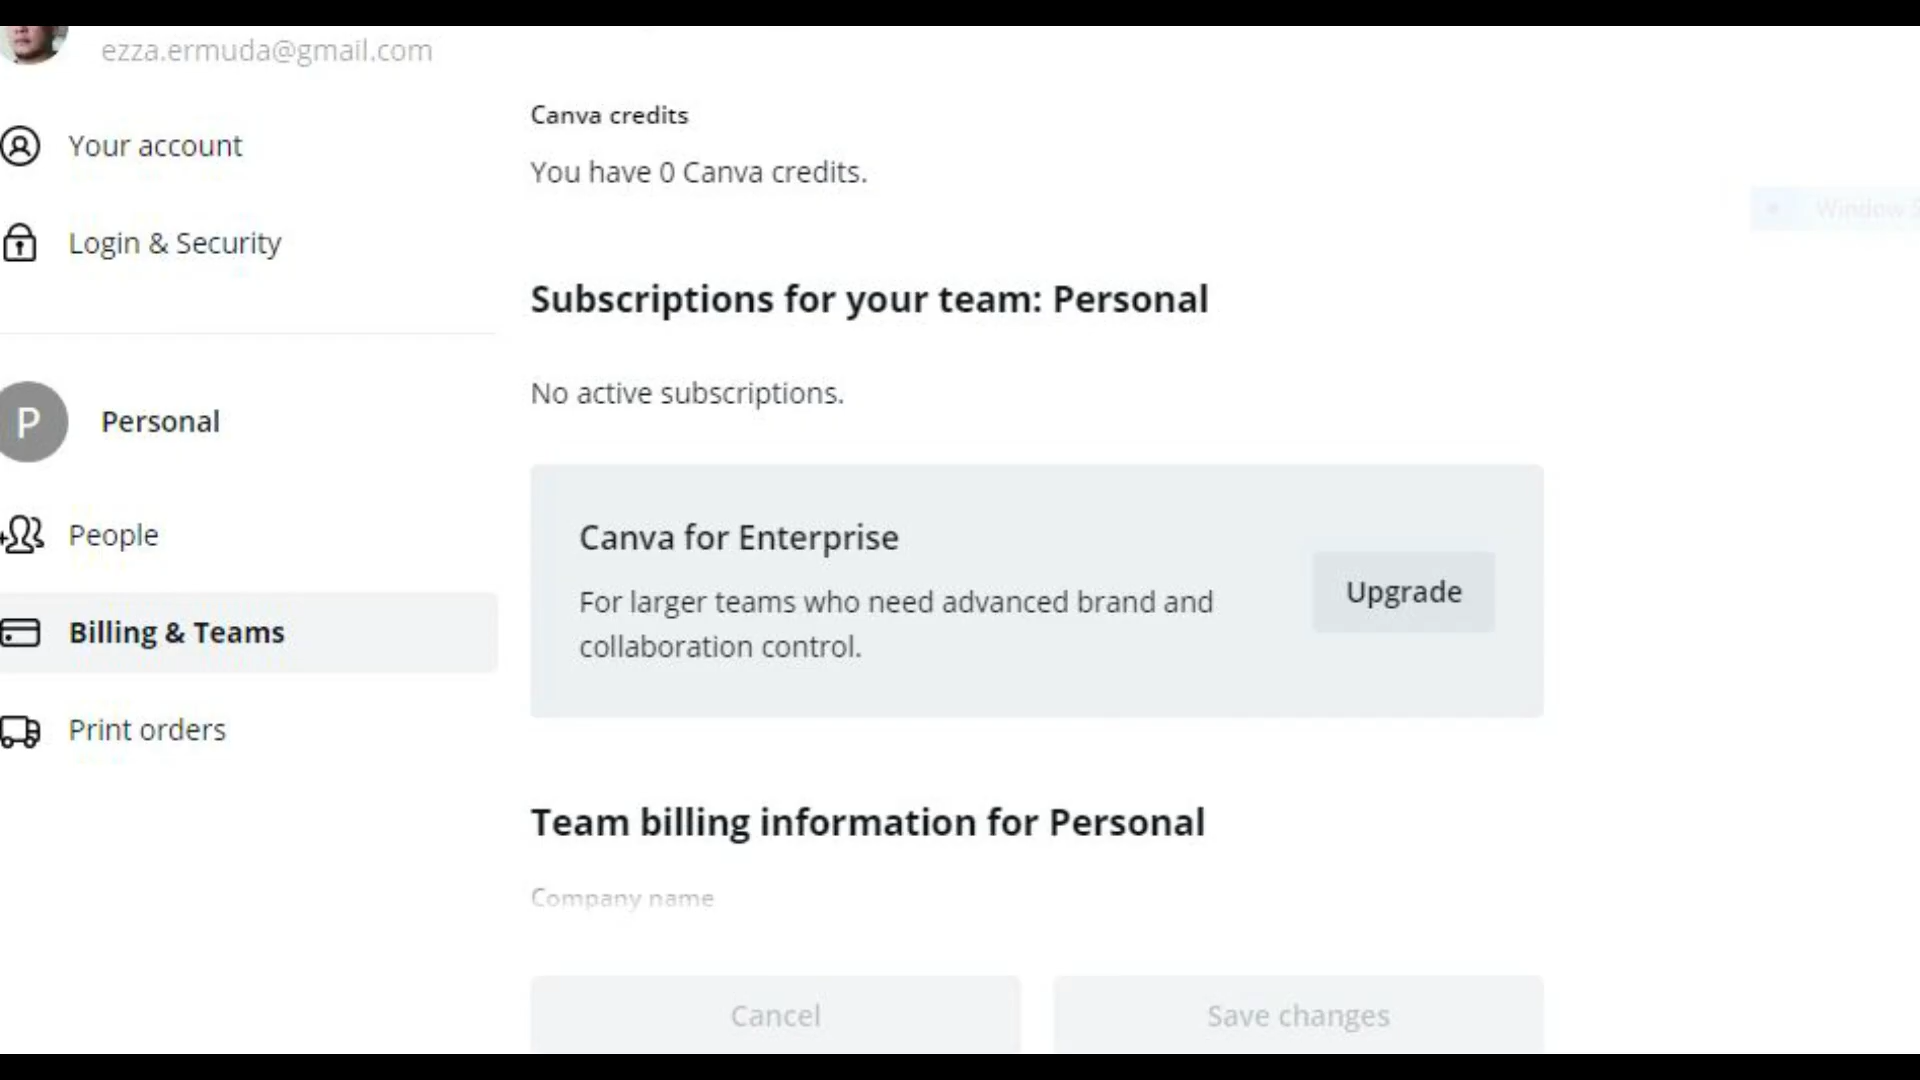 ezza.ermuda@gmail.com
Your account
Login & Security
P
Personal
People
Billing & Teams
Print orders
Canva credits
You have 0 Canva credits.
Subscriptions for your team: Personal
No active subscriptions.
Canva for Enterprise
For larger teams who need advanced brand and
collaboration control.
Upgrade
Team billing information for Personal
Company name
Cancel
Save changes
Window